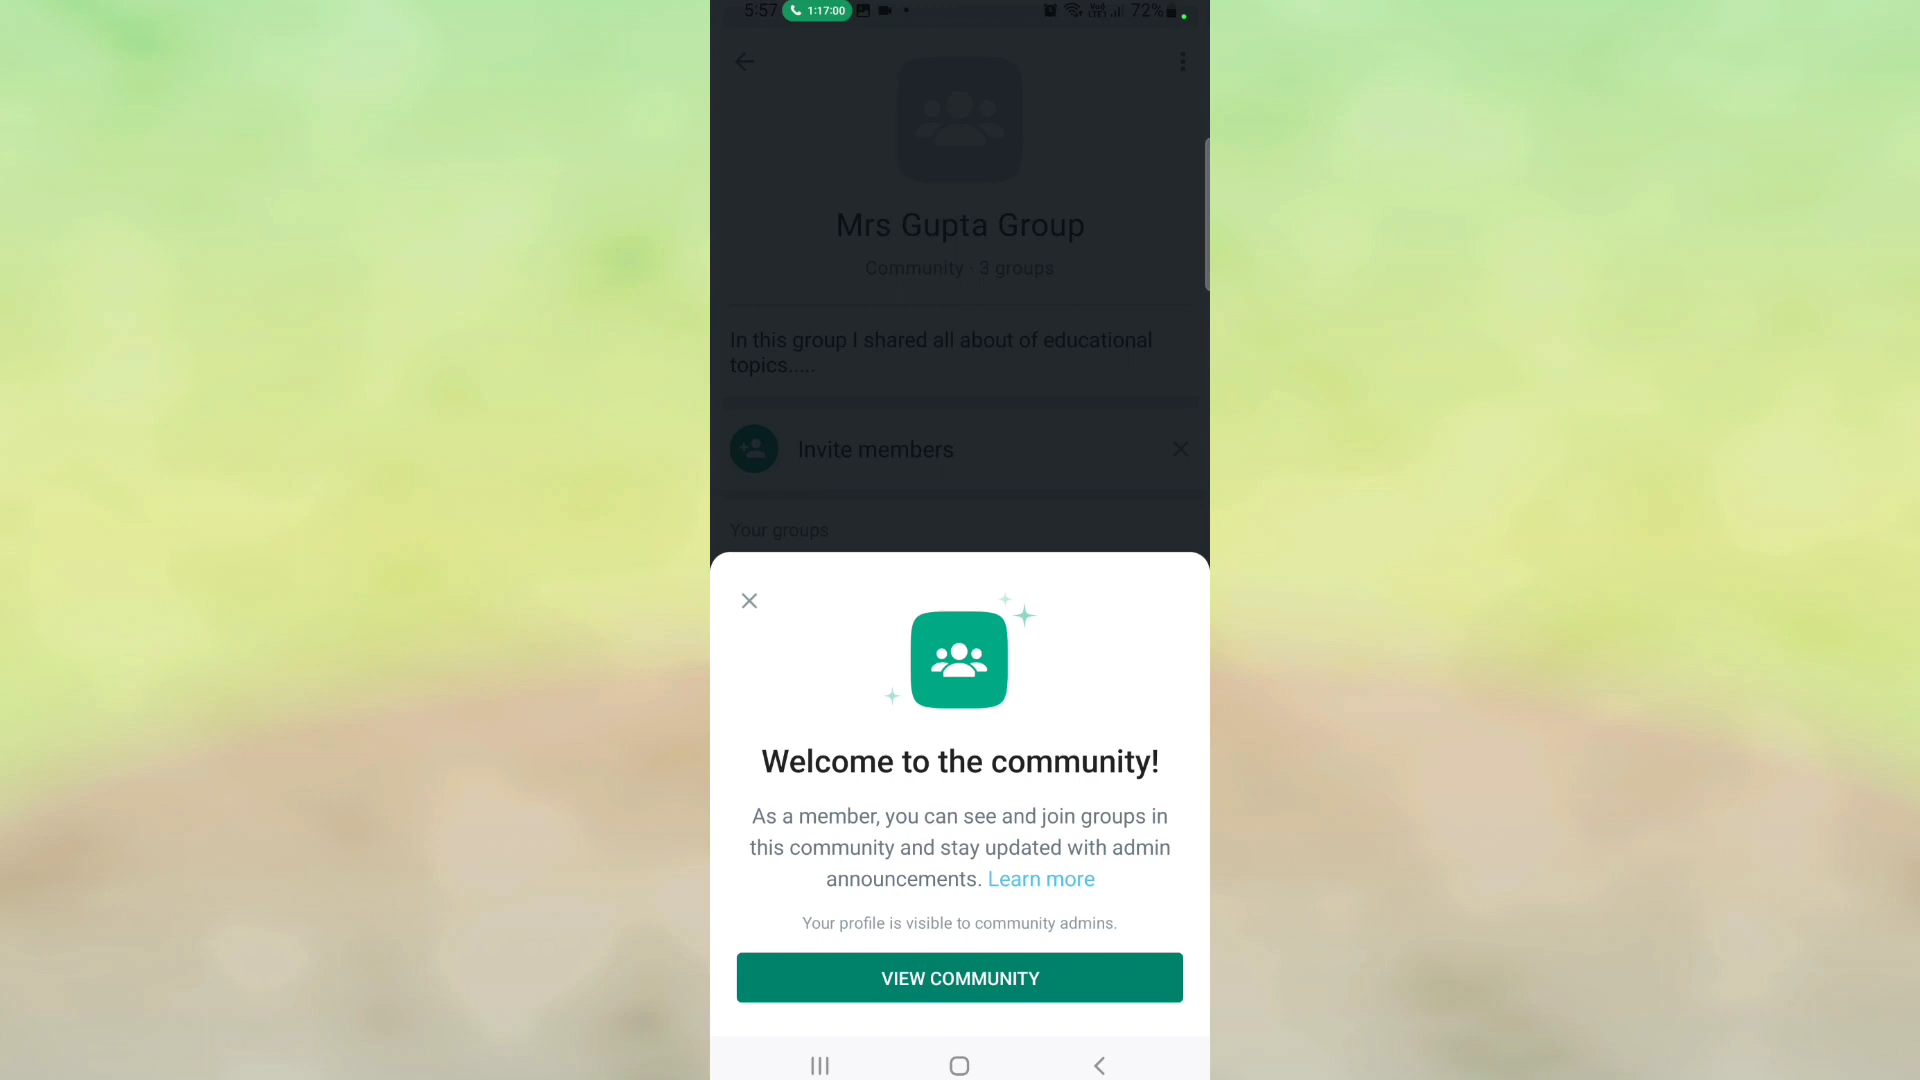 5:57 1:17:00 72%
Mrs Gupta Group
Community · 3 groups
In this group I shared all about of educational
topics.....
Invite members
Your groups
Welcome to the community!
As a member, you can see and join groups in
this community and stay updated with admin
announcements. Learn more
Your profile is visible to community admins.
VIEW COMMUNITY